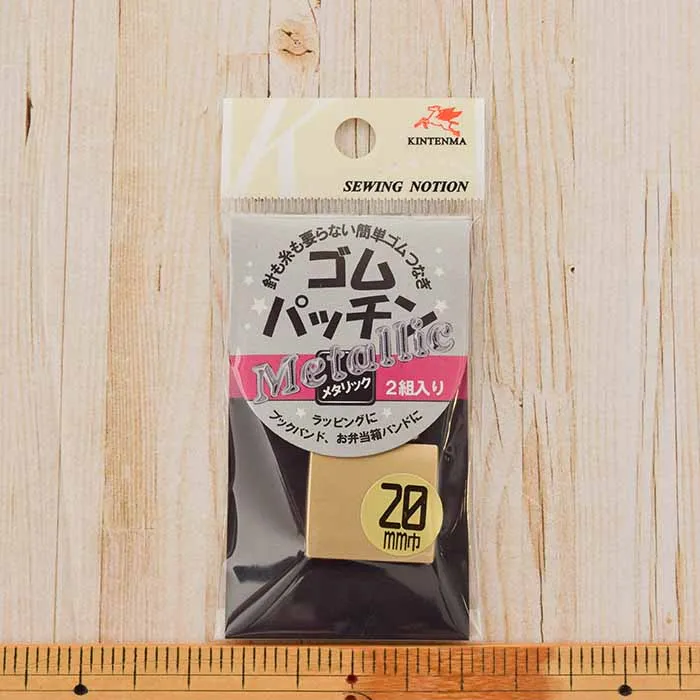 KINTENMA
SEWING NOTION
針も糸も要らない簡単ゴムつなぎ
ゴム
パッチン
Metallic
メタリック
2組入り
ラッピングに
ブックバンド、お弁当箱バンドに
20
mm巾